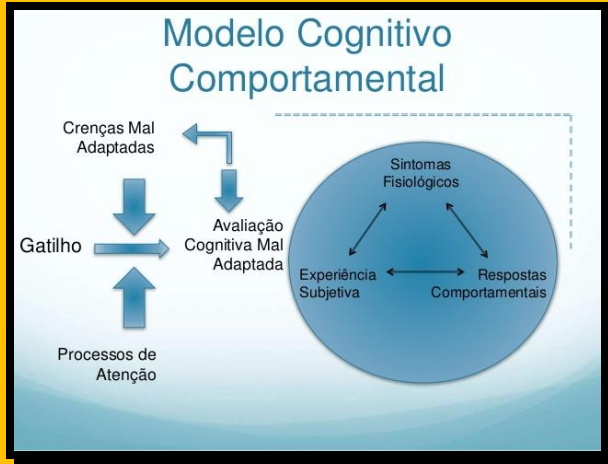 Modelo Cognitivo
Comportamental
Crenças Mal
Adaptadas
Gatilho
Avaliação
Cognitiva Mal
Adaptada
Processos de
Atenção
Sintomas
Fisiológicos
Experiência
Subjetiva
Respostas
Comportamentais